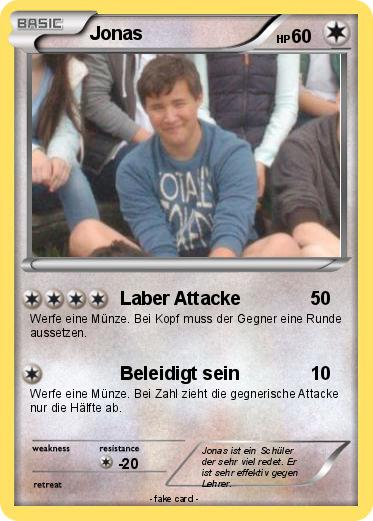 BASIC
Jonas
HP 60
Laber Attacke 50
Werfe eine Münze. Bei Kopf muss der Gegner eine Runde
aussetzen.
Beleidigt sein 10
Werfe eine Münze. Bei Zahl zieht die gegnerische Attacke
nur die Hälfte ab.
weakness
resistance
-20
retreat
Jonas ist ein Schüler
der sehr viel redet. Er
ist sehr effektiv gegen
Lehrer.
- fake card -